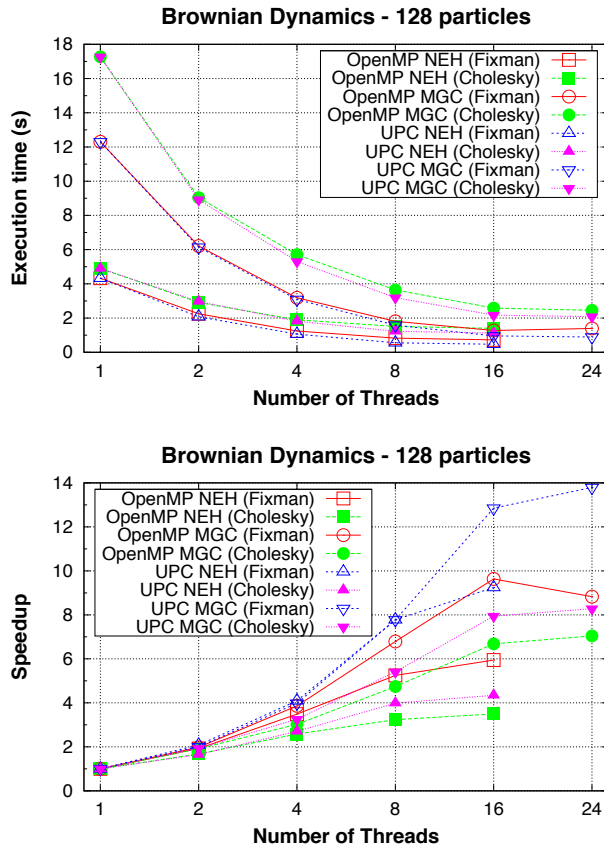 Brownian Dynamics - 128 particles
18
16
14
12
10
8
6
4
2
0
Execution time (s)
OpenMP NEH (Fixman)
OpenMP NEH (Cholesky)
OpenMP MGC (Fixman)
OpenMP MGC (Cholesky)
UPC NEH (Fixman)
UPC NEH (Cholesky)
UPC MGC (Fixman)
UPC MGC (Cholesky)
1 2 4 8 16 24
Number of Threads
Brownian Dynamics - 128 particles
14
12
10
8
6
4
2
0
Speedup
OpenMP NEH (Fixman)
OpenMP NEH (Cholesky)
OpenMP MGC (Fixman)
OpenMP MGC (Cholesky)
UPC NEH (Fixman)
UPC NEH (Cholesky)
UPC MGC (Fixman)
UPC MGC (Cholesky)
1 2 4 8 16 24
Number of Threads